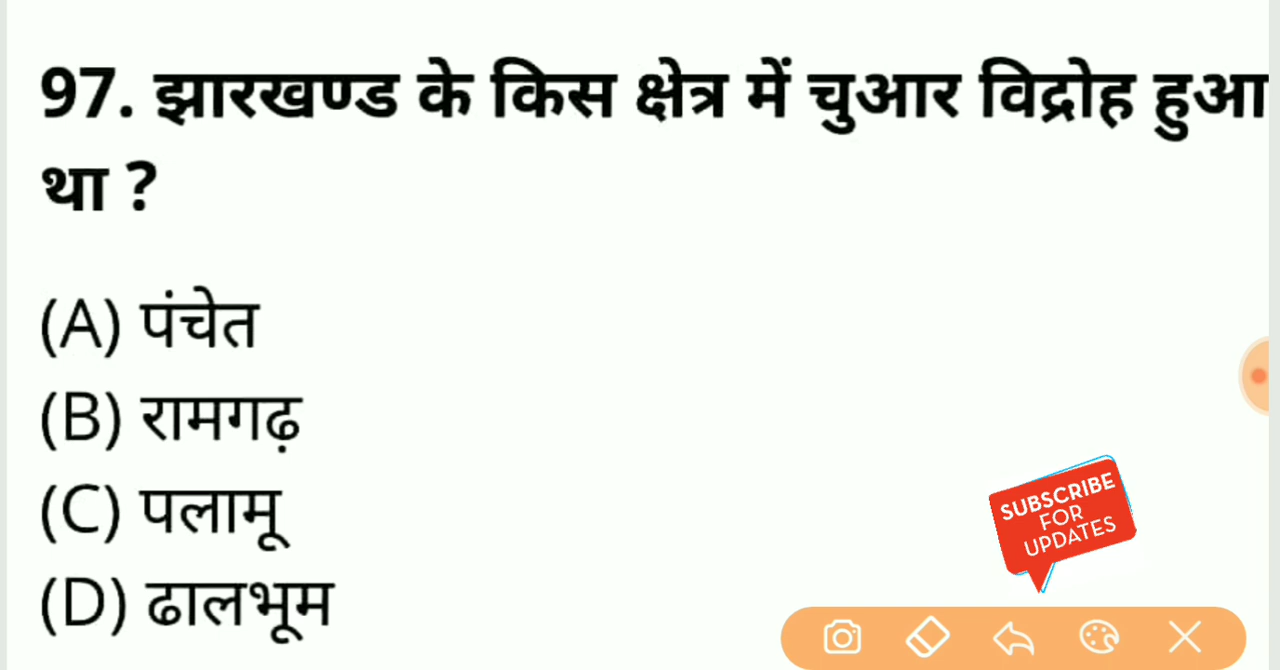 97. झारखण्ड के किस क्षेत्र में चुआर विद्रोह हुआ
था ?
(A) पंचेत
(B) रामगढ़
(C) पलामू
(D) ढालभूम
SUBSCRIBE
FOR
UPDATES